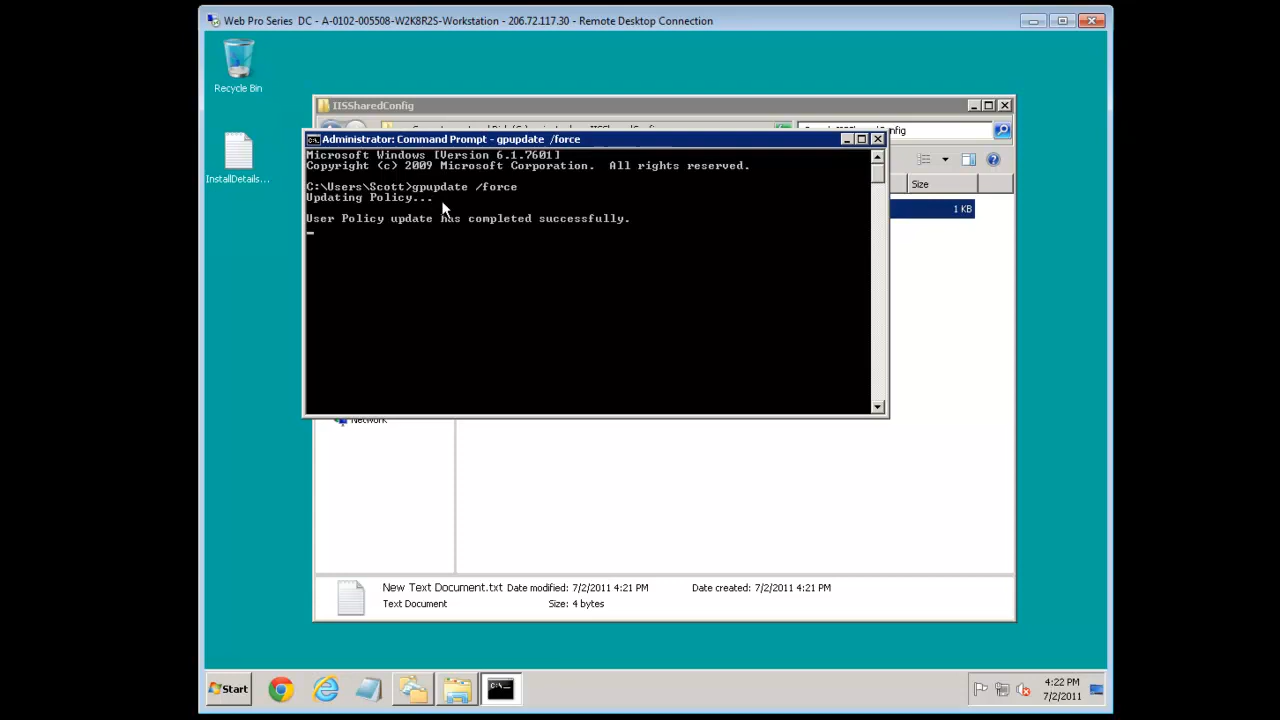 Web Pro Series DC - A-0102-005508-W2K8R2S-Workstation - 206.72.117.30 - Remote Desktop Connection
Recycle Bin
InstallDetails...
IISSharedConfig
Administrator: Command Prompt - gpupdate /force
Microsoft Windows [Version 6.1.7601]
Copyright (c) 2009 Microsoft Corporation. All rights reserved.
C:\Users\Scott>gpupdate /force
Updating Policy...
User Policy update has completed successfully.
Size
1 KB
Network
New Text Document.txt Date modified: 7/2/2011 4:21 PM Date created: 7/2/2011 4:21 PM
Text Document Size: 4 bytes
Start
4:22 PM
7/2/2011